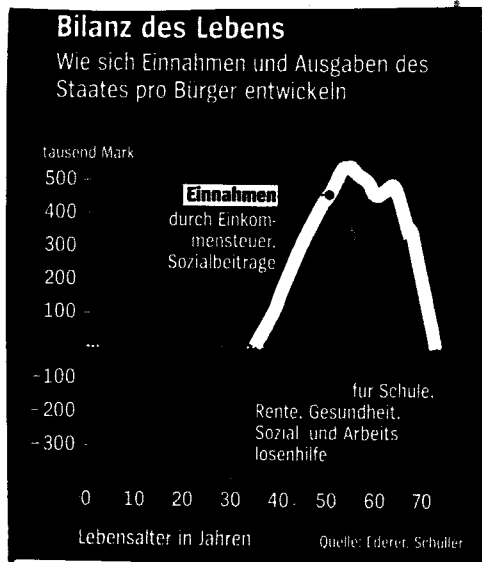 Bilanz des Lebens
Wie sich Einnahmen und Ausgaben des
Staates pro Bürger entwickeln
tausend Mark
500
400
300
200
100
-100
-200
-300
Einnahmen
durch Einkom-
mensteuer,
Sozialbeiträge
für Schule,
Rente, Gesundheit,
Sozial- und Arbeits
losenhilfe
0 10 20 30 40 50 60 70
Lebensalter in Jahren
Quelle: Ederer, Schuller